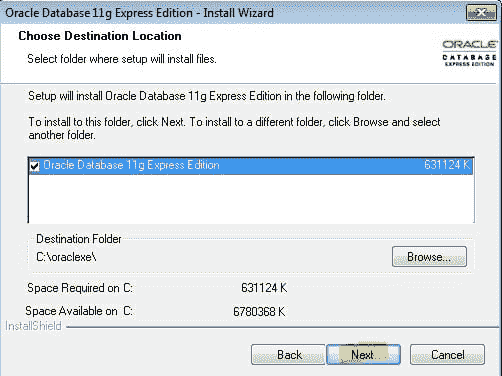 Oracle Database 11g Express Edition - Install Wizard
Choose Destination Location
Select folder where setup will install files.
ORACLE
DATABASE
EXPRESS EDITION
Setup will install Oracle Database 11g Express Edition in the following folder.
To install to this folder, click Next. To install to a different folder, click Browse and select
another folder.
Oracle Database 11g Express Edition 631124 K
Destination Folder
C:\oraclexe\
Browse...
Space Required on C: 631124 K
Space Available on C: 6780368 K
InstallShield
Back Next Cancel